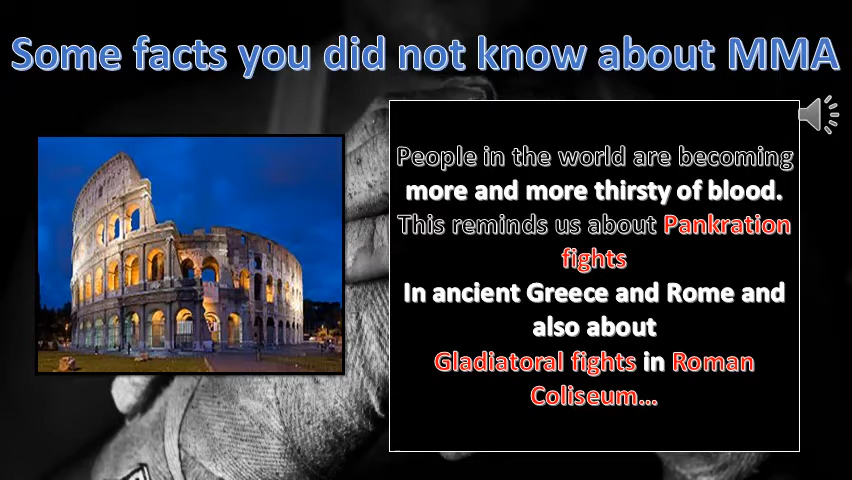 Some facts you did not know about MMA
People in the world are becoming
more and more thirsty of blood.
This reminds us about Pankration
fights
In ancient Greece and Rome and
also about
Gladiatoral fights in Roman
Coliseum...